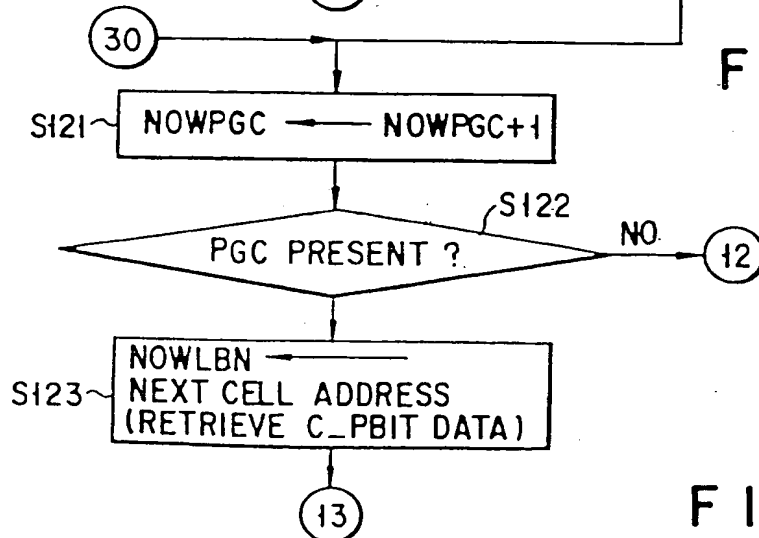 30
F
S121 NOWPGC ← NOWPGC+1
S122
PGC PRESENT ?
NO
12
NOWLBN ←
S123 NEXT CELL ADDRESS
(RETRIEVE C_PBIT DATA)
13
F I